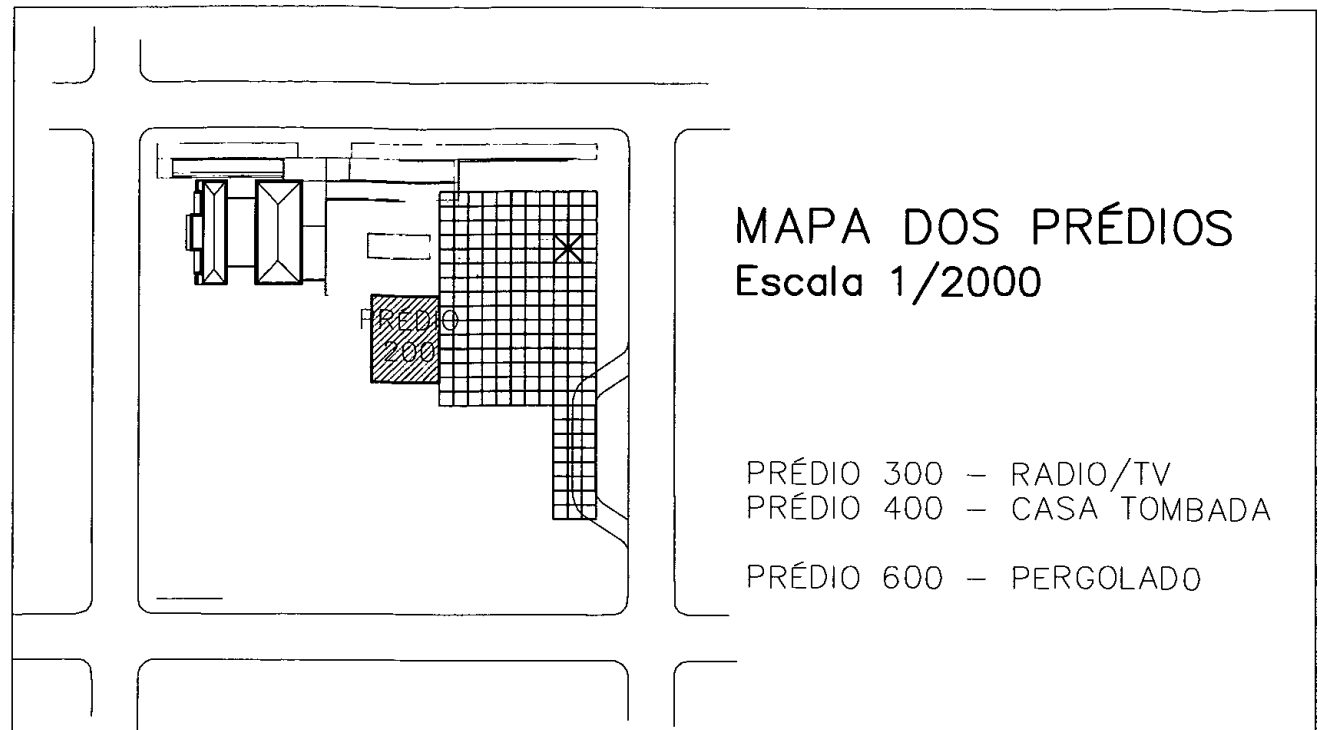 MAPA DOS PRÉDIOS
Escala 1/2000
PRÉDIO
200
PRÉDIO 300 – RADIO/TV
PRÉDIO 400 – CASA TOMBADA
PRÉDIO 600 – PERGOLADO